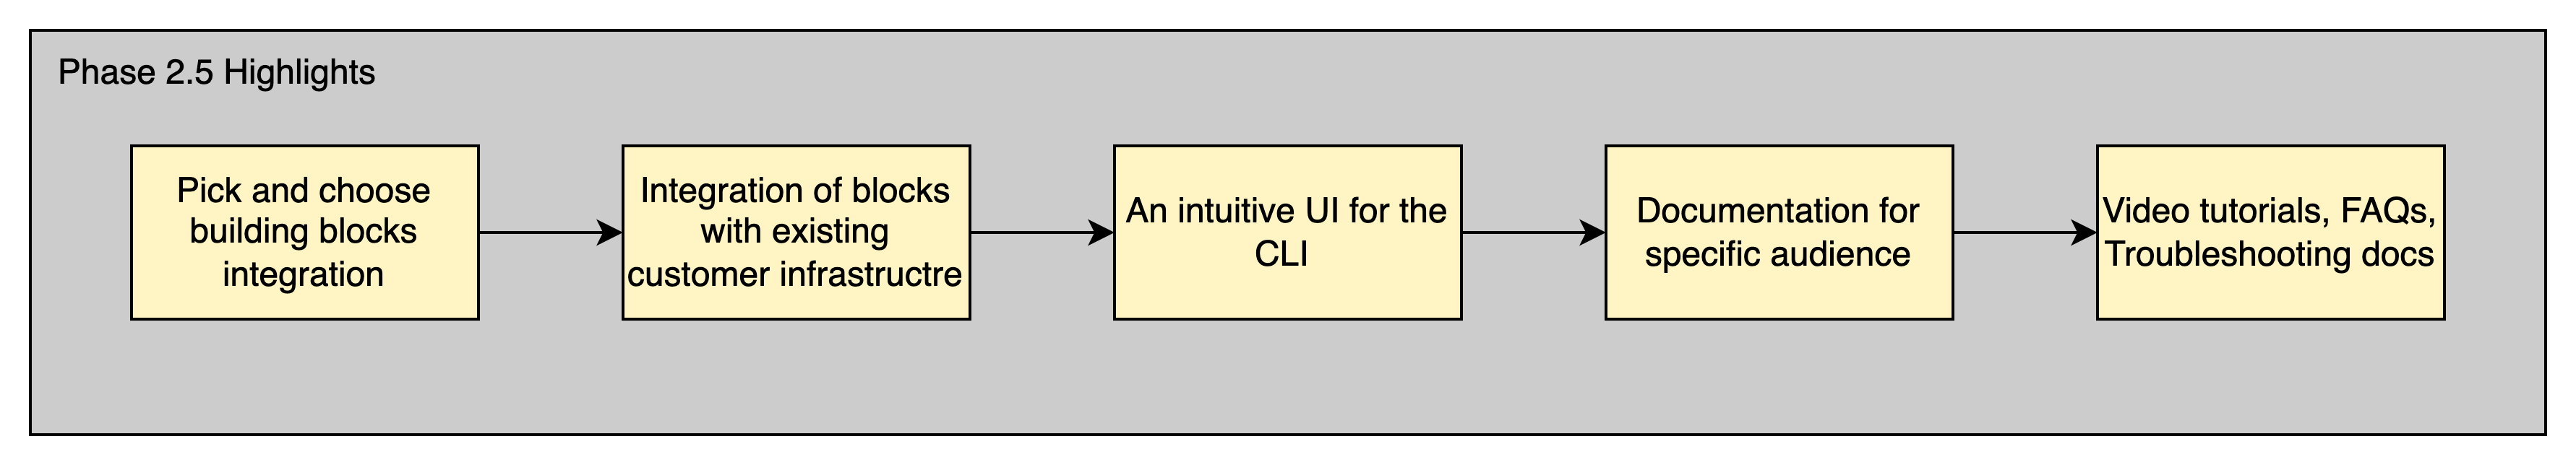 Phase 2.5 Highlights
Pick and choose
building blocks
integration
Integration of blocks
with existing
customer infrastructre
An intuitive UI for the
CLI
Documentation for
specific audience
Video tutorials, FAQs,
Troubleshooting docs